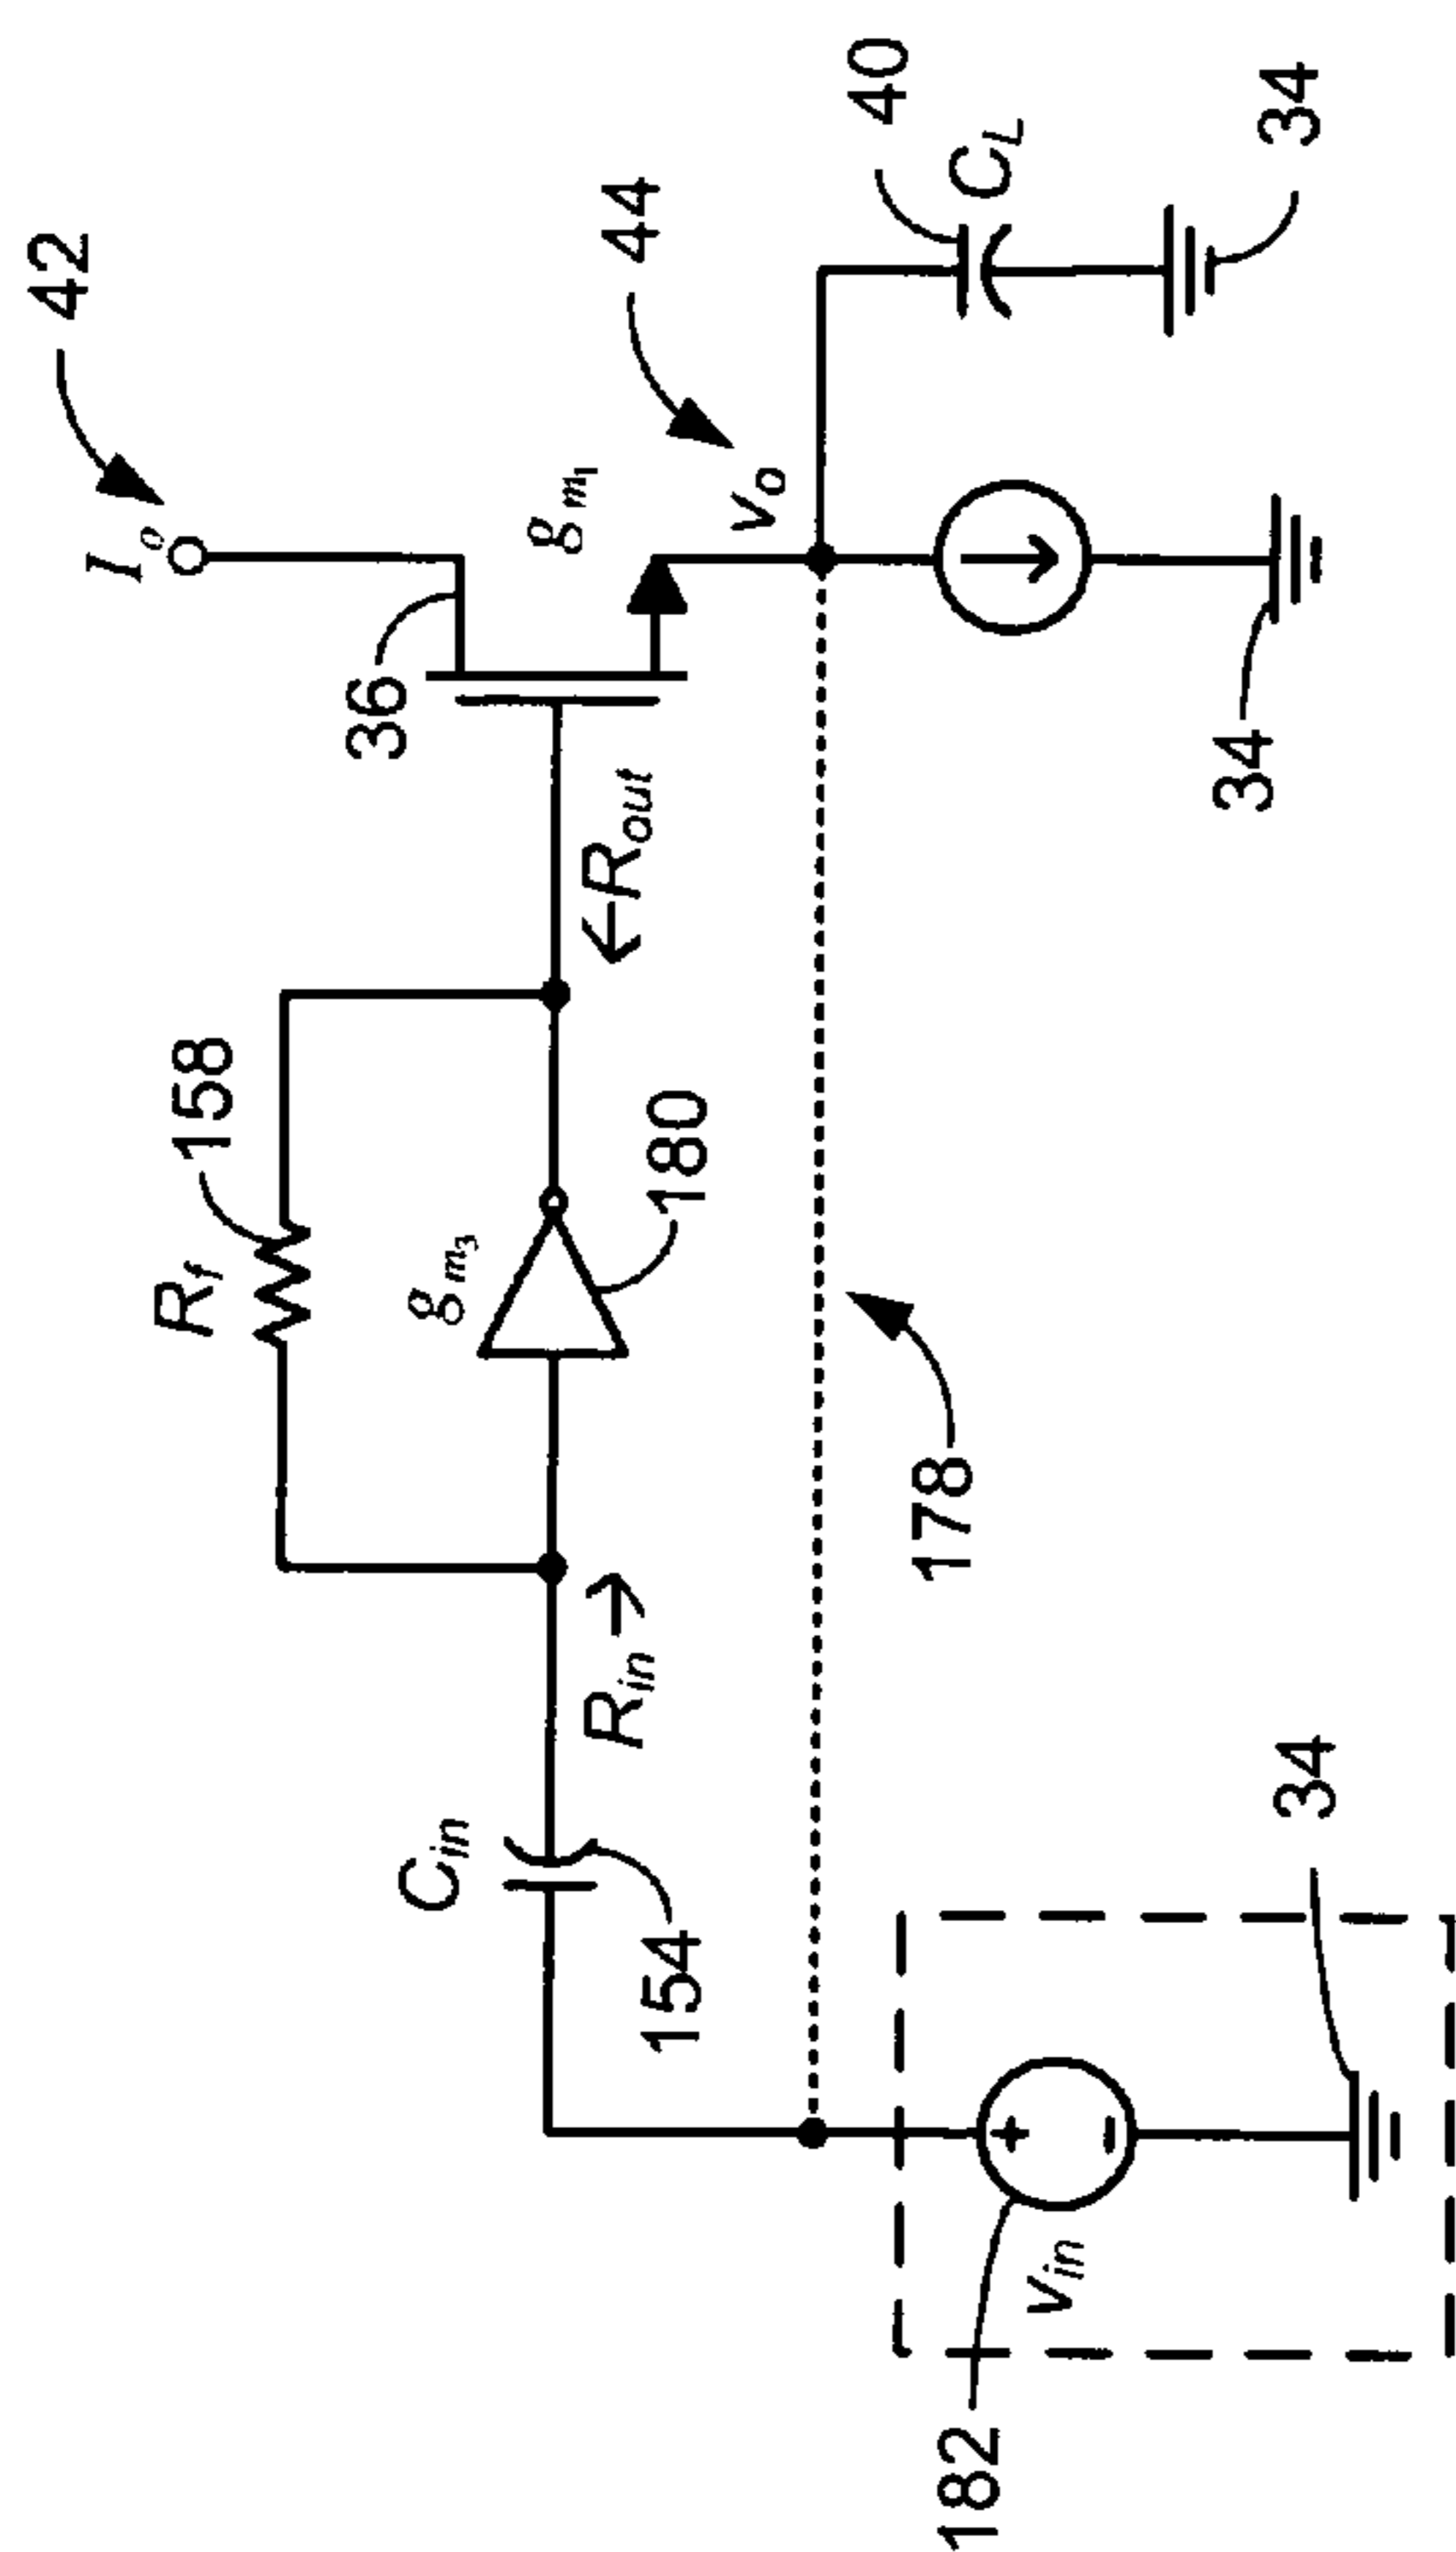 I_o
42
R_f
158
36
g_m1
44
g_m3
C_in
180
R_in →
←R_out
v_o
40
C_L
154
178
v_in
182
34
34
34
+
-